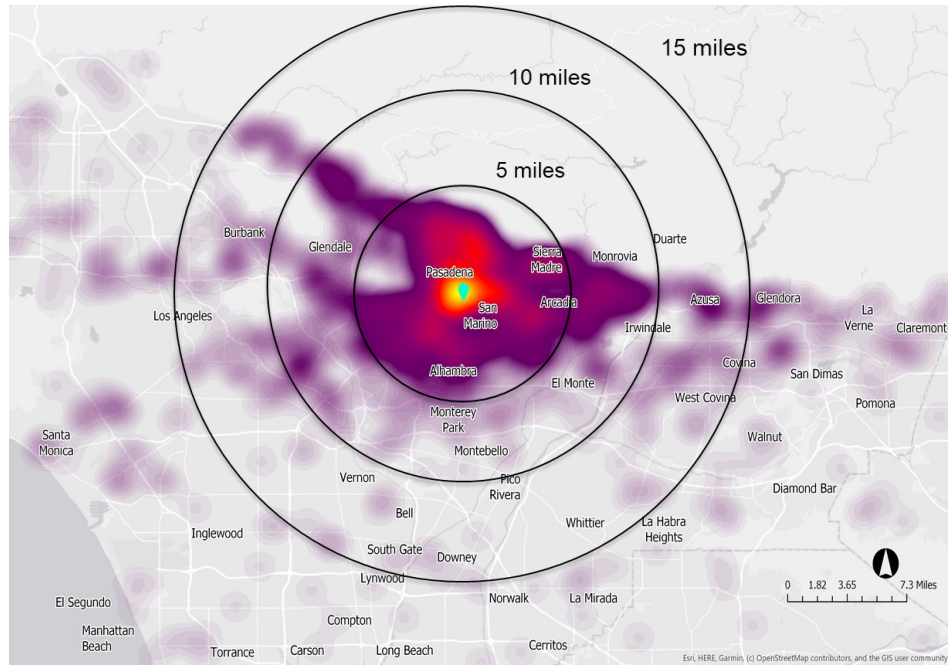 15 miles
10 miles
5 miles
Burbank
Glendale
Duarte
Sierra
Madre
Monrovia
Pasadena
San
Marino
Arcadia
Azusa
Glendora
La
Verne
Claremont
Los Angeles
Irwindale
Alhambra
El Monte
Covina
San Dimas
West Covina
Pomona
Monterey
Park
Santa
Monica
Montebello
Walnut
Vernon
Pico
Rivera
Diamond Bar
Bell
Inglewood
Whittier
La Habra
Heights
South Gate
Downey
Lynwood
0 1.82 3.65 7.3 Miles
El Segundo
Norwalk
La Mirada
Compton
Manhattan
Beach
Torrance
Carson
Long Beach
Cerritos
Esri, HERE, Garmin, (c) OpenStreetMap contributors, and the GIS user community